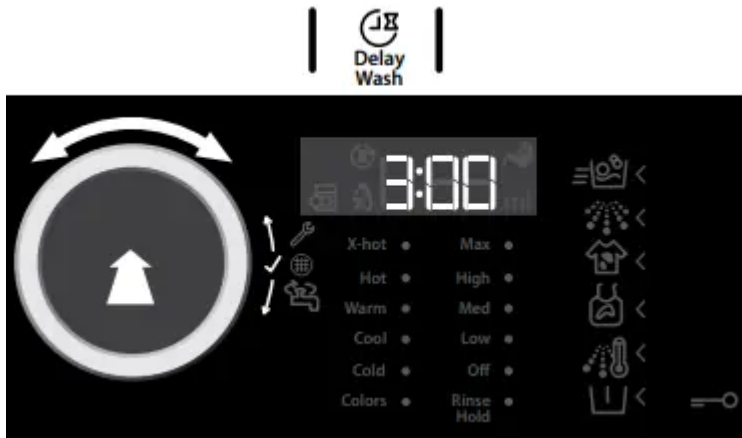 Delay
Wash
3:00
X-hot Max
Hot High
Warm Med
Cool Low
Cold Off
Colors Rinse
Hold